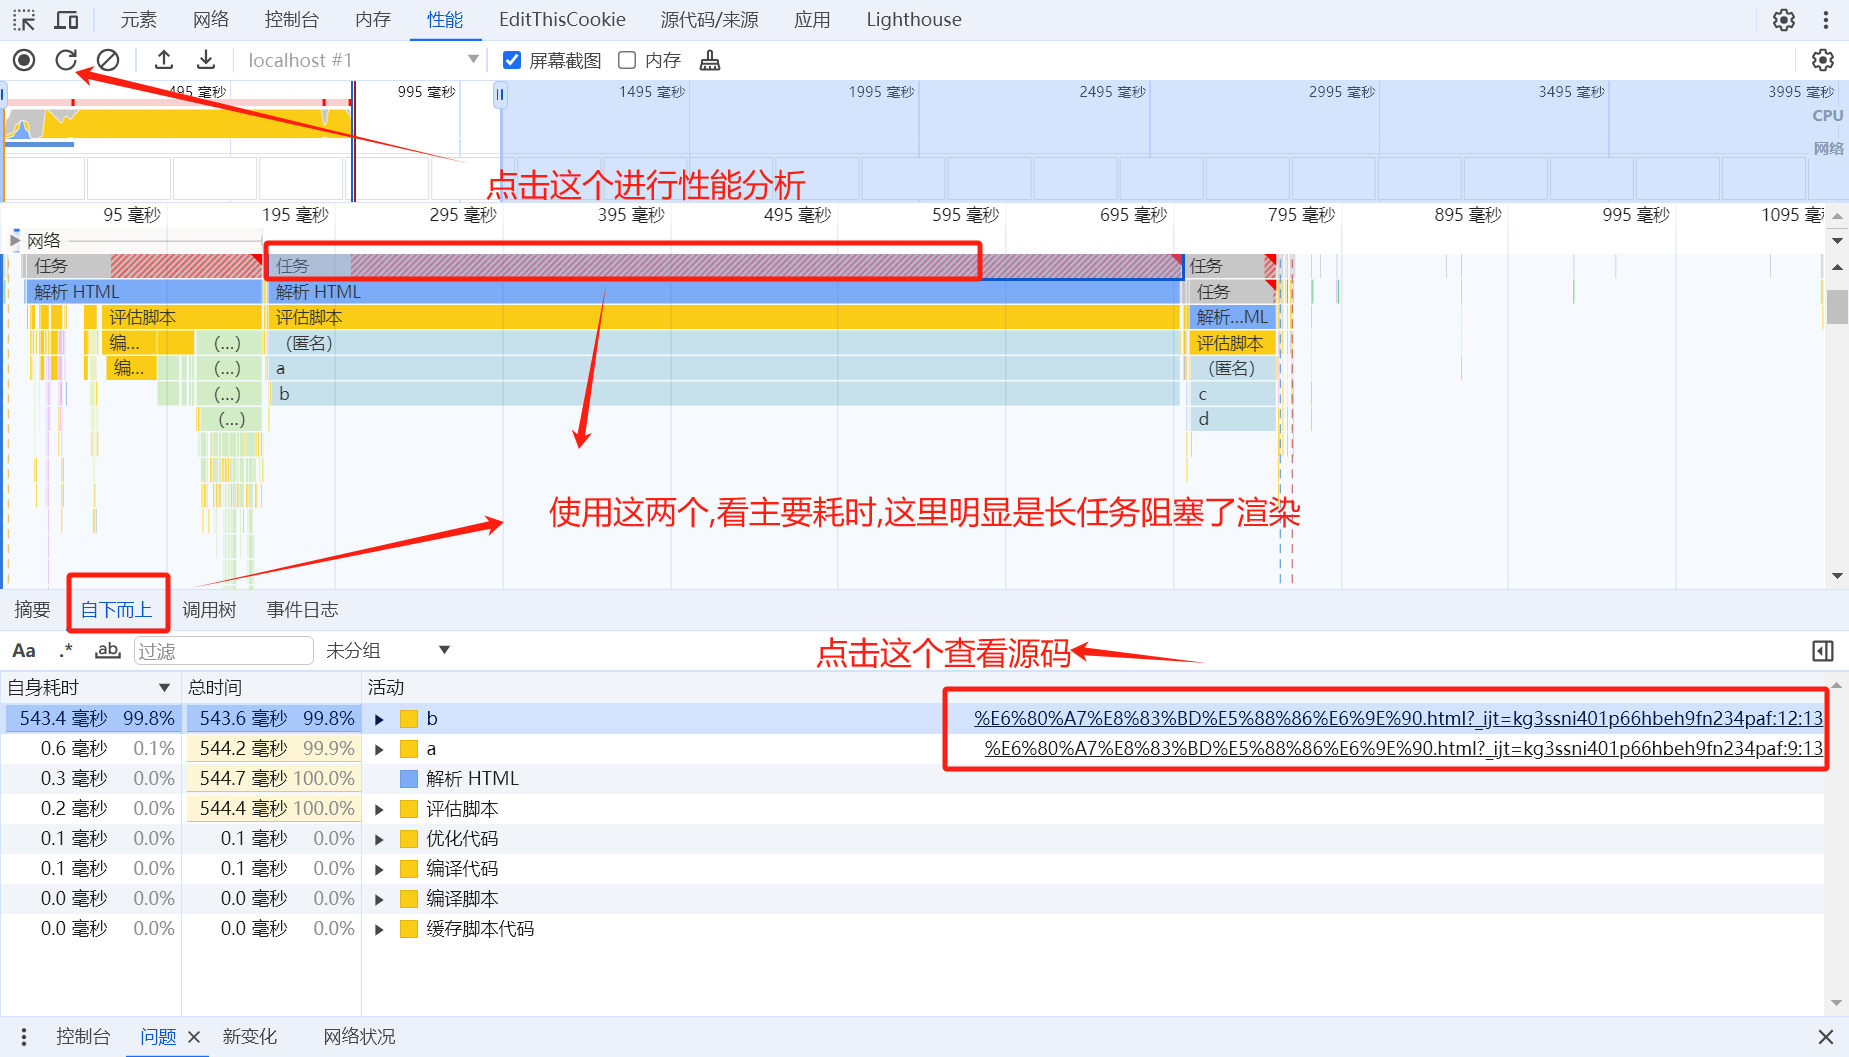 元素 网络 控制台 内存 性能 EditThisCookie 源代码/来源 应用 Lighthouse
localhost #1 屏幕截图 内存
495 毫秒 995 毫秒 1495 毫秒 1995 毫秒 2495 毫秒 2995 毫秒 3495 毫秒 3995 毫秒
CPU
网络
点击这个进行性能分析
95 毫秒 195 毫秒 295 毫秒 395 毫秒 495 毫秒 595 毫秒 695 毫秒 795 毫秒 895 毫秒 995 毫秒 1095 毫
网络
任务 任务 任务
解析 HTML 解析 HTML 任务
评估脚本 评估脚本 解析...ML
编... (...) （匿名） 评估脚本
编... (...) a （匿名）
(...) b c
(...) d
使用这两个,看主要耗时,这里明显是长任务阻塞了渲染
摘要 自下而上 调用树 事件日志
Aa .* ab 过滤 未分组
点击这个查看源码
自身耗时 总时间 活动
543.4 毫秒 99.8% 543.6 毫秒 99.8% b %E6%80%A7%E8%83%BD%E5%88%86%E6%9E%90.html?_ijt=kg3ssni401p66hbeh9fn234paf:12:13
0.6 毫秒 0.1% 544.2 毫秒 99.9% a %E6%80%A7%E8%83%BD%E5%88%86%E6%9E%90.html?_ijt=kg3ssni401p66hbeh9fn234paf:9:13
0.3 毫秒 0.0% 544.7 毫秒 100.0% 解析 HTML
0.2 毫秒 0.0% 544.4 毫秒 100.0% 评估脚本
0.1 毫秒 0.0% 0.1 毫秒 0.0% 优化代码
0.1 毫秒 0.0% 0.1 毫秒 0.0% 编译代码
0.0 毫秒 0.0% 0.0 毫秒 0.0% 编译脚本
0.0 毫秒 0.0% 0.0 毫秒 0.0% 缓存脚本代码
控制台 问题 新变化 网络状况